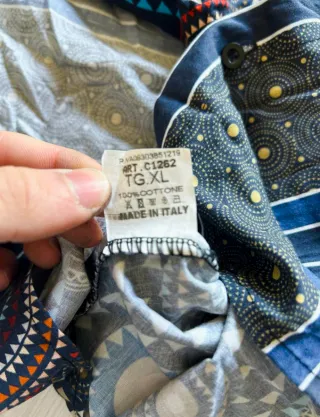 ART. C1262
TG.XL
100%COTTONE
MADE IN ITALY